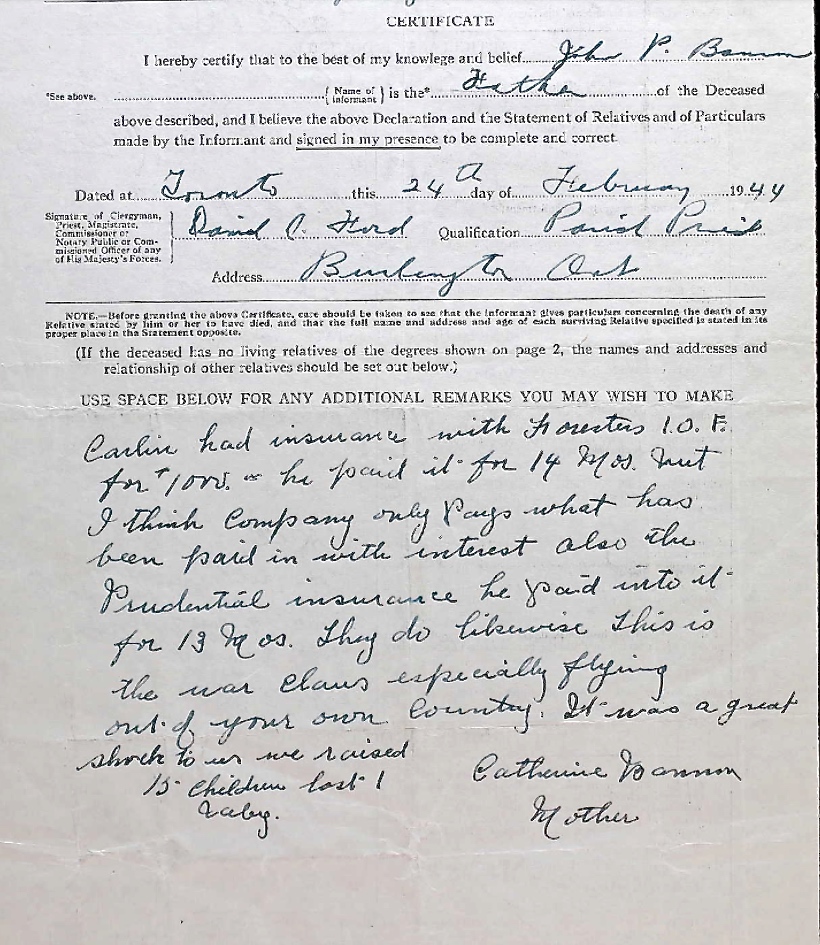 CERTIFICATE
I hereby certify that to the best of my knowlege and belief John P. Bannon
*See above. { Name of Informant } is the* Father of the Deceased
above described, and I believe the above Declaration and the Statement of Relatives and of Particulars
made by the Informant and signed in my presence to be complete and correct.
Dated at Toronto this 24th day of February 1944
Signature of Clergyman,
Priest, Magistrate,
Commissioner or
Notary Public or Com-
missioned Officer of any
of His Majesty's Forces.
David C. Ford Qualification Parish Priest
Address Burlington Ont
NOTE.—Before granting the above Certificate, care should be taken to see that the informant gives particulars concerning the death of any
Relative stated by him or her to have died, and that the full name and address and age of each surviving Relative specified is stated in its
proper place in the Statement opposite.
(If the deceased has no living relatives of the degrees shown on page 2, the names and addresses and
relationship of other relatives should be set out below.)
USE SPACE BELOW FOR ANY ADDITIONAL REMARKS YOU MAY WISH TO MAKE
Carlin had insurance with Foresters I.O.F.
for $1000. he paid it for 14 Mos. but
I think Company only pays what has
been paid in with interest also the
Prudential insurance he paid into it
for 13 Mos. They do likewise This is
the war Claus especially flying
out of your own Country. It was a great
shock to us we raised
15 children lost 1
baby.
Catherine Bannon
Mother